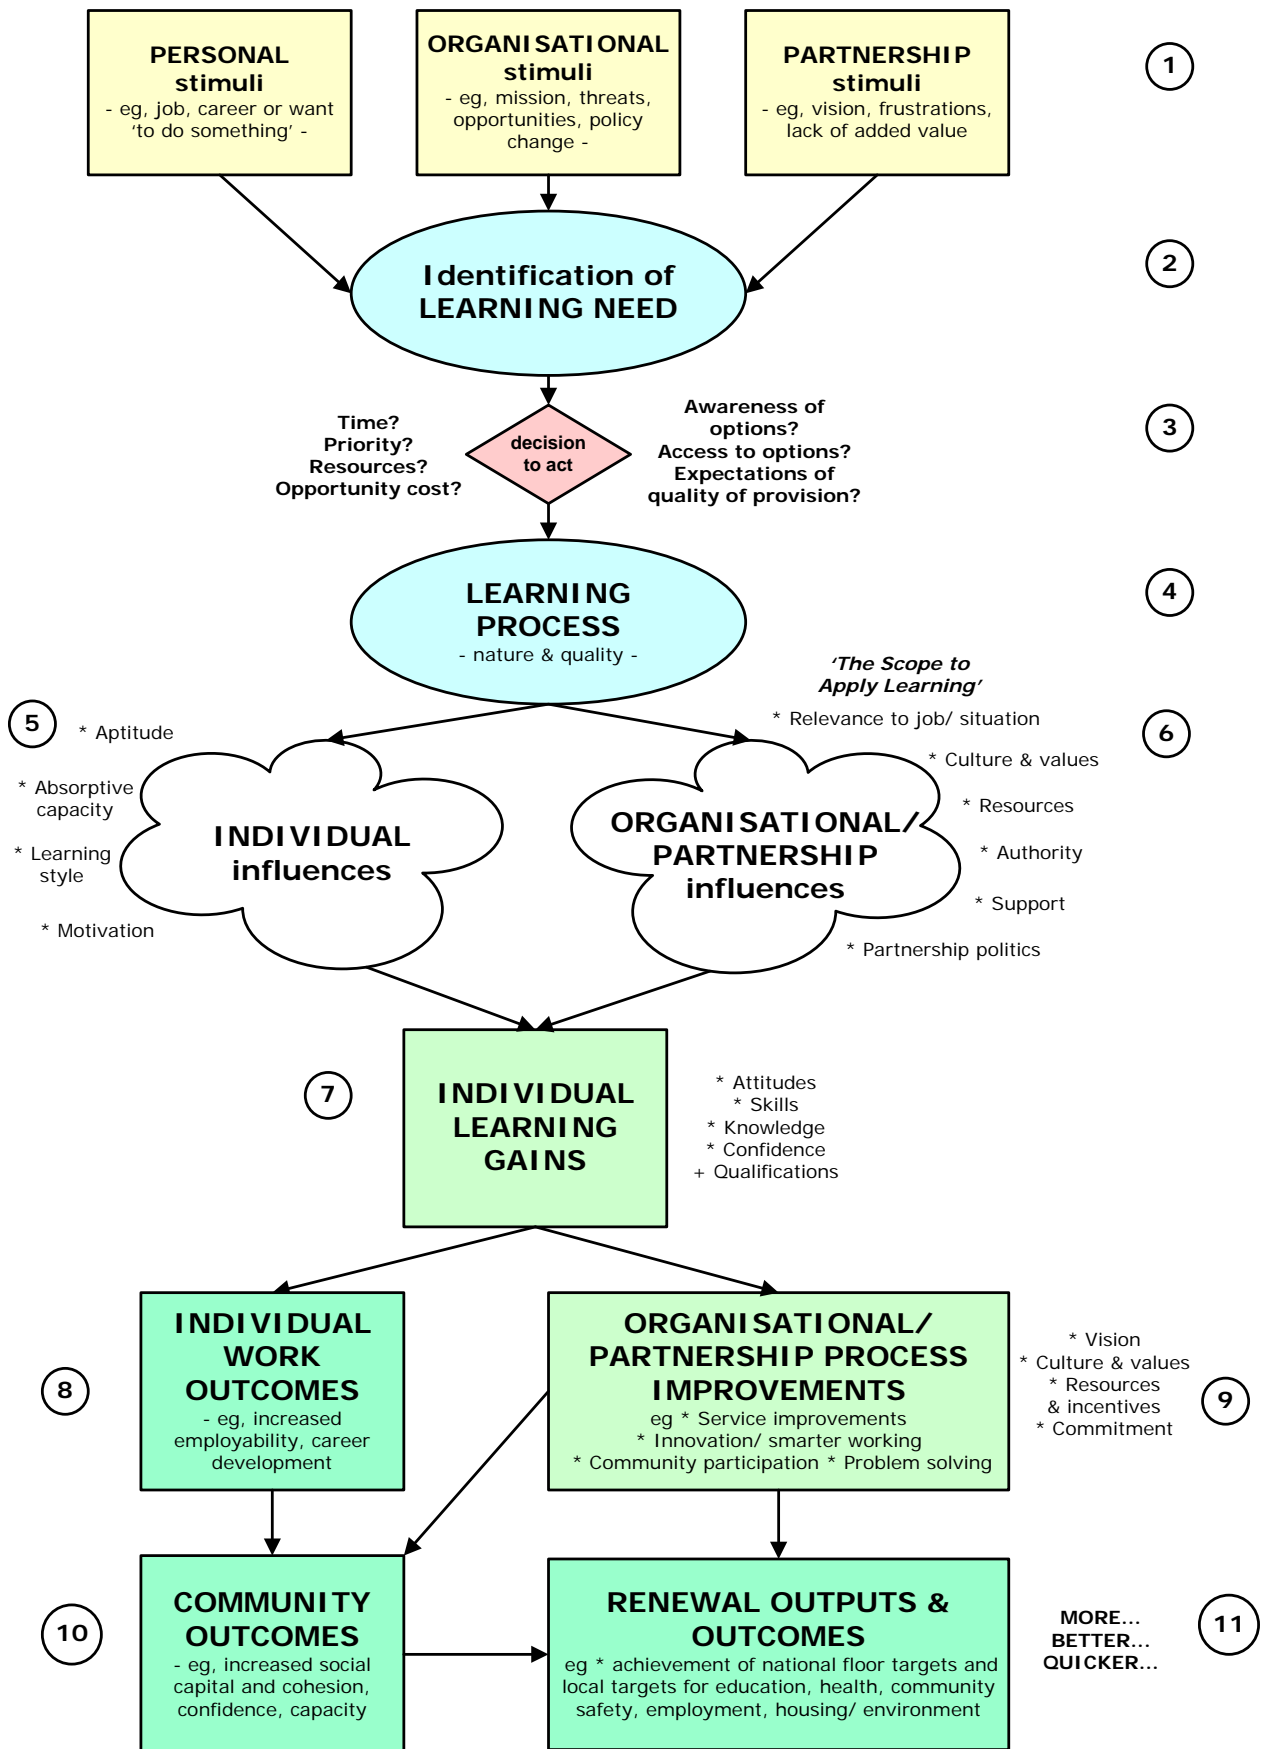 PERSONAL
stimuli
- eg, job, career or want
‘to do something’ -
ORGANISATIONAL
stimuli
- eg, mission, threats,
opportunities, policy
change -
PARTNERSHIP
stimuli
- eg, vision, frustrations,
lack of added value
1
Identification of
LEARNING NEED
2
Time?
Priority?
Resources?
Opportunity cost?
decision
to act
Awareness of
options?
Access to options?
Expectations of
quality of provision?
3
LEARNING
PROCESS
- nature & quality -
4
5
* Aptitude
* Absorptive
capacity
* Learning
style
* Motivation
INDIVIDUAL
influences
‘The Scope to
Apply Learning’
* Relevance to job/ situation
* Culture & values
* Resources
* Authority
* Support
* Partnership politics
ORGANISATIONAL/
PARTNERSHIP
influences
6
7
INDIVIDUAL
LEARNING
GAINS
* Attitudes
* Skills
* Knowledge
* Confidence
+ Qualifications
8
INDIVIDUAL
WORK
OUTCOMES
- eg, increased
employability, career
development
ORGANISATIONAL/
PARTNERSHIP PROCESS
IMPROVEMENTS
eg * Service improvements
* Innovation/ smarter working
* Community participation * Problem solving
* Vision
* Culture & values
* Resources
& incentives
* Commitment
9
10
COMMUNITY
OUTCOMES
- eg, increased social
capital and cohesion,
confidence, capacity
RENEWAL OUTPUTS &
OUTCOMES
eg * achievement of national floor targets and
local targets for education, health, community
safety, employment, housing/ environment
MORE...
BETTER...
QUICKER...
11